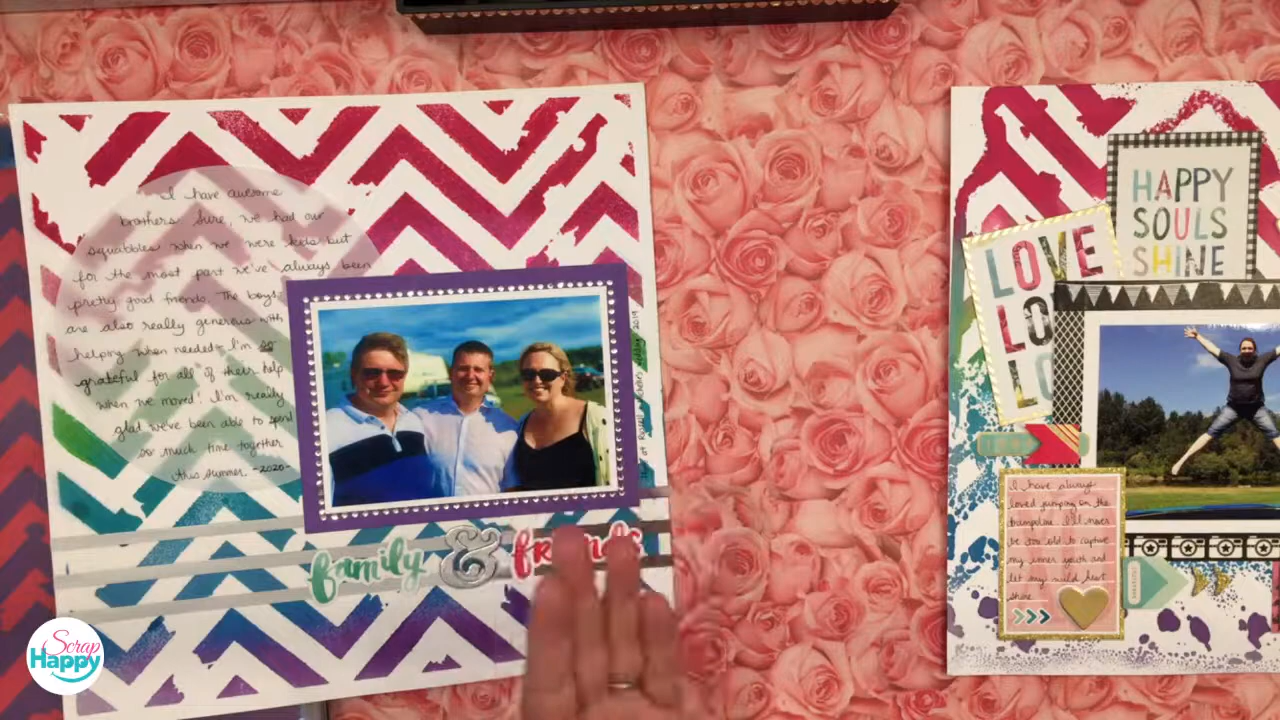 I have awesome
brothers. Sure, we had our
squabbles when we were kids but
for the most part we've always been
pretty good friends. The boys
are also really generous with
helping when needed. I'm so
grateful for all of their help
when we moved! I'm really
glad we've been able to spend
so much time together
this summer. -2020-
family & friends
HAPPY
SOULS
SHINE
LOVE
LO
L
I have always
loved jumping on the
trampoline. I'll never
be too old to capture
my inner youth and
let my wild heart
shine.
Scrap
Happy